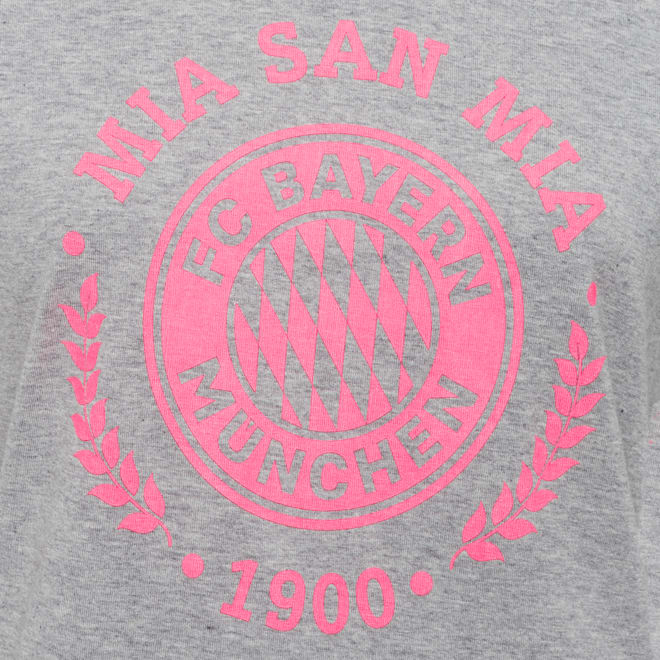 MIA SAN MIA
FC BAYERN
MÜNCHEN
1900